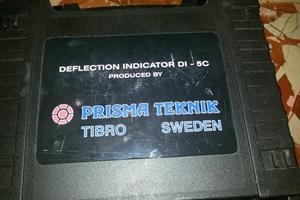 DEFLECTION INDICATOR DI - 5C
PRODUCED BY
PRISMA TEKNIK
TIBRO SWEDEN